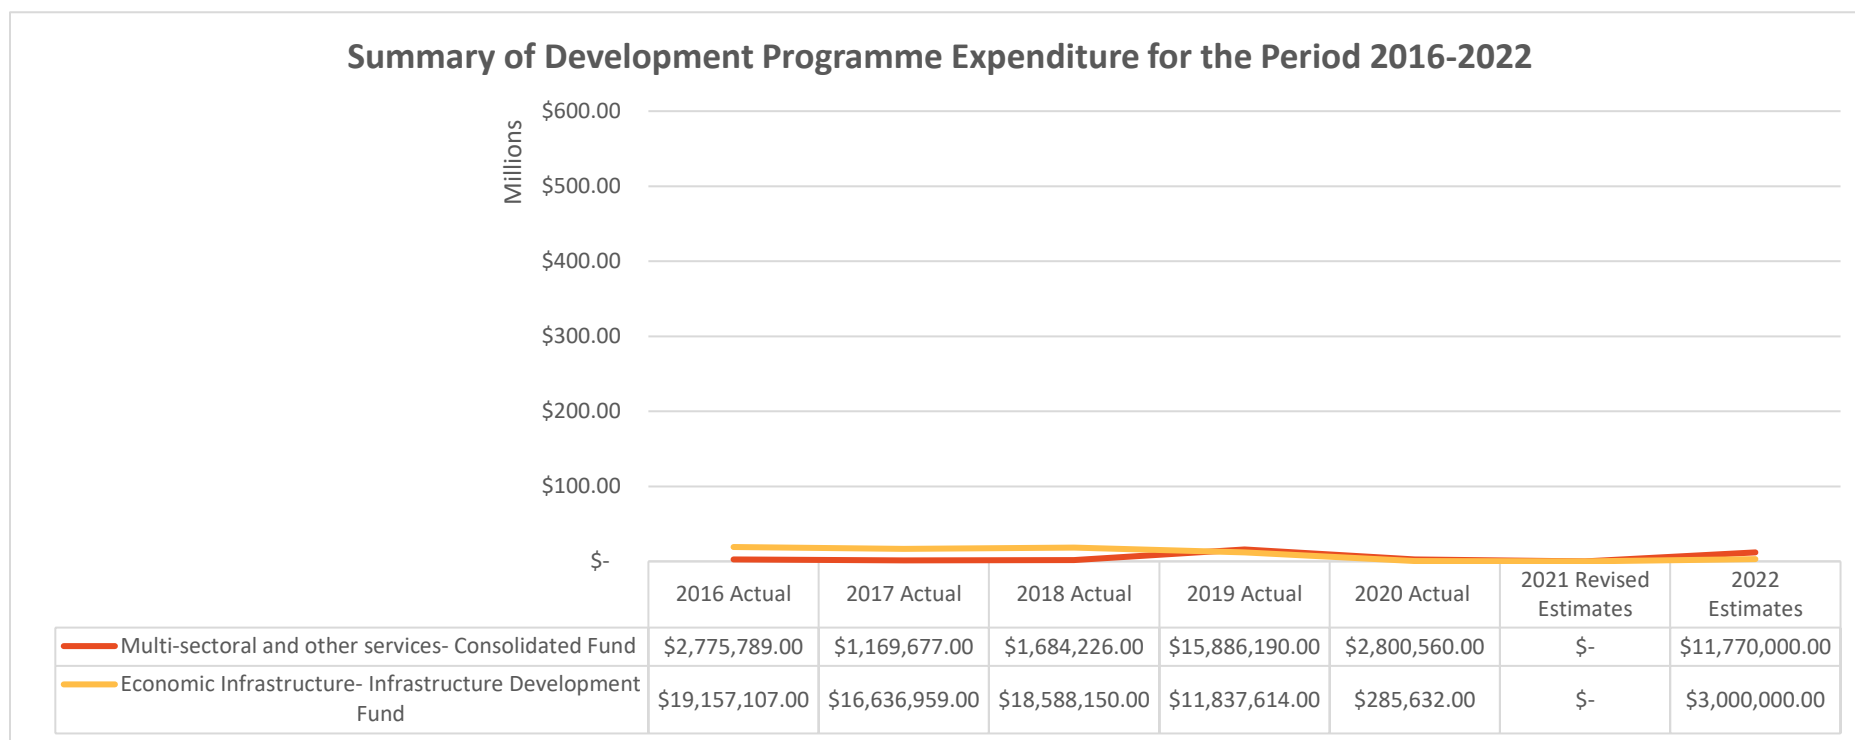 Summary of Development Programme Expenditure for the Period 2016-2022
Millions
$600.00
$500.00
$400.00
$300.00
$200.00
$100.00
$-
2016 Actual 2017 Actual 2018 Actual 2019 Actual 2020 Actual 2021 Revised Estimates 2022 Estimates
Multi-sectoral and other services- Consolidated Fund $2,775,789.00 $1,169,677.00 $1,684,226.00 $15,886,190.00 $2,800,560.00 $- $11,770,000.00
Economic Infrastructure- Infrastructure Development Fund $19,157,107.00 $16,636,959.00 $18,588,150.00 $11,837,614.00 $285,632.00 $- $3,000,000.00